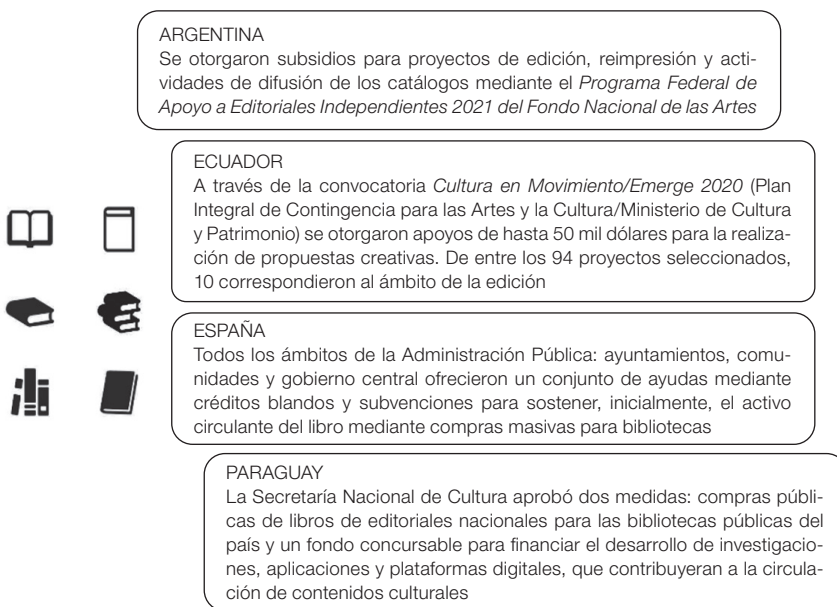 ARGENTINA
Se otorgaron subsidios para proyectos de edición, reimpresión y acti-
vidades de difusión de los catálogos mediante el Programa Federal de
Apoyo a Editoriales Independientes 2021 del Fondo Nacional de las Artes
ECUADOR
A través de la convocatoria Cultura en Movimiento/Emerge 2020 (Plan
Integral de Contingencia para las Artes y la Cultura/Ministerio de Cultura
y Patrimonio) se otorgaron apoyos de hasta 50 mil dólares para la realiza-
ción de propuestas creativas. De entre los 94 proyectos seleccionados,
10 correspondieron al ámbito de la edición
ESPAÑA
Todos los ámbitos de la Administración Pública: ayuntamientos, comu-
nidades y gobierno central ofrecieron un conjunto de ayudas mediante
créditos blandos y subvenciones para sostener, inicialmente, el activo
circulante del libro mediante compras masivas para bibliotecas
PARAGUAY
La Secretaría Nacional de Cultura aprobó dos medidas: compras públi-
cas de libros de editoriales nacionales para las bibliotecas públicas del
país y un fondo concursable para financiar el desarrollo de investigacio-
nes, aplicaciones y plataformas digitales, que contribuyeran a la circula-
ción de contenidos culturales